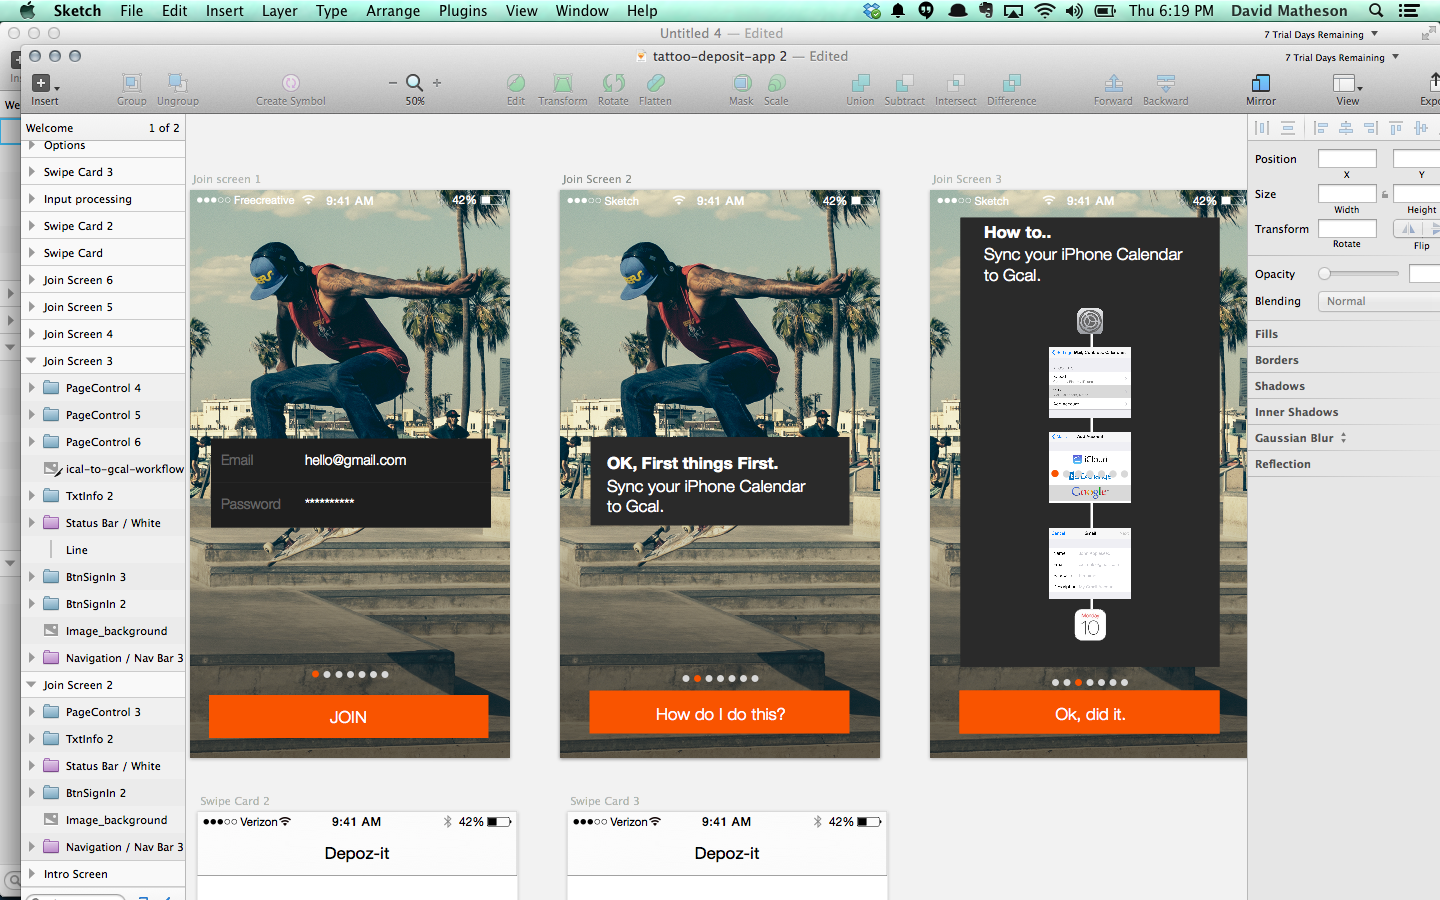 Sketch File Edit Insert Layer Type Arrange Plugins View Window Help Thu 6:19 PM David Matheson
Untitled 4 — Edited 7 Trial Days Remaining
tattoo-deposit-app 2 — Edited 7 Trial Days Remaining
Insert Group Ungroup Create Symbol 50% Edit Transform Rotate Flatten Mask Scale Union Subtract Intersect Difference Forward Backward Mirror View Expo
We
Welcome 1 of 2
Options
Swipe Card 3
Input processing
Swipe Card 2
Swipe Card
Join Screen 6
Join Screen 5
Join Screen 4
Join Screen 3
PageControl 4
PageControl 5
PageControl 6
ical-to-gcal-workflow
TxtInfo 2
Status Bar / White
Line
BtnSignIn 3
BtnSignIn 2
Image_background
Navigation / Nav Bar 3
Join Screen 2
PageControl 3
TxtInfo 2
Status Bar / White
BtnSignIn 2
Image_background
Navigation / Nav Bar 3
Intro Screen
Join screen 1
Freecreative 9:41 AM 42%
Email hello@gmail.com
Password **********
JOIN
Join Screen 2
Sketch 9:41 AM 42%
OK, First things First.
Sync your iPhone Calendar
to Gcal.
How do I do this?
Join Screen 3
Sketch 9:41 AM 42%
How to..
Sync your iPhone Calendar
to Gcal.
iCloud
Google
Cancel Gmail
Name
Description
Monday
10
Ok, did it.
Swipe Card 2
Verizon 9:41 AM 42%
Depoz-it
Swipe Card 3
Verizon 9:41 AM 42%
Depoz-it
Position
X Y
Size
Width Height
Transform
Rotate Flip
Opacity
Blending Normal
Fills
Borders
Shadows
Inner Shadows
Gaussian Blur
Reflection